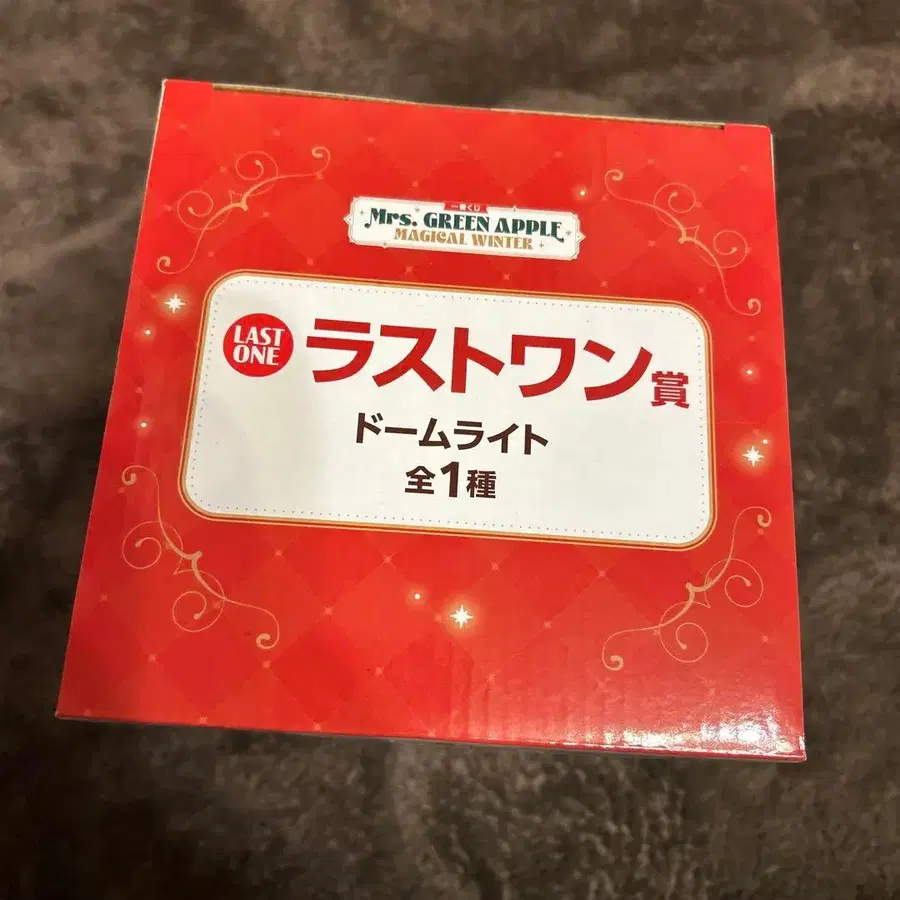 一番くじ
Mrs. GREEN APPLE
MAGICAL WINTER
LAST ONE
ラストワン賞
ドームライト
全1種